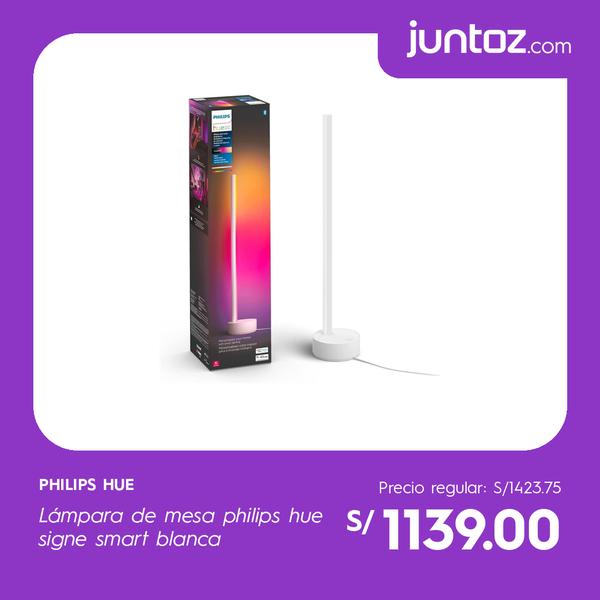 juntoz.com
PHILIPS
PHILIPS HUE
Lámpara de mesa philips hue
signe smart blanca
Precio regular: S/1423.75
S/ 1139.00